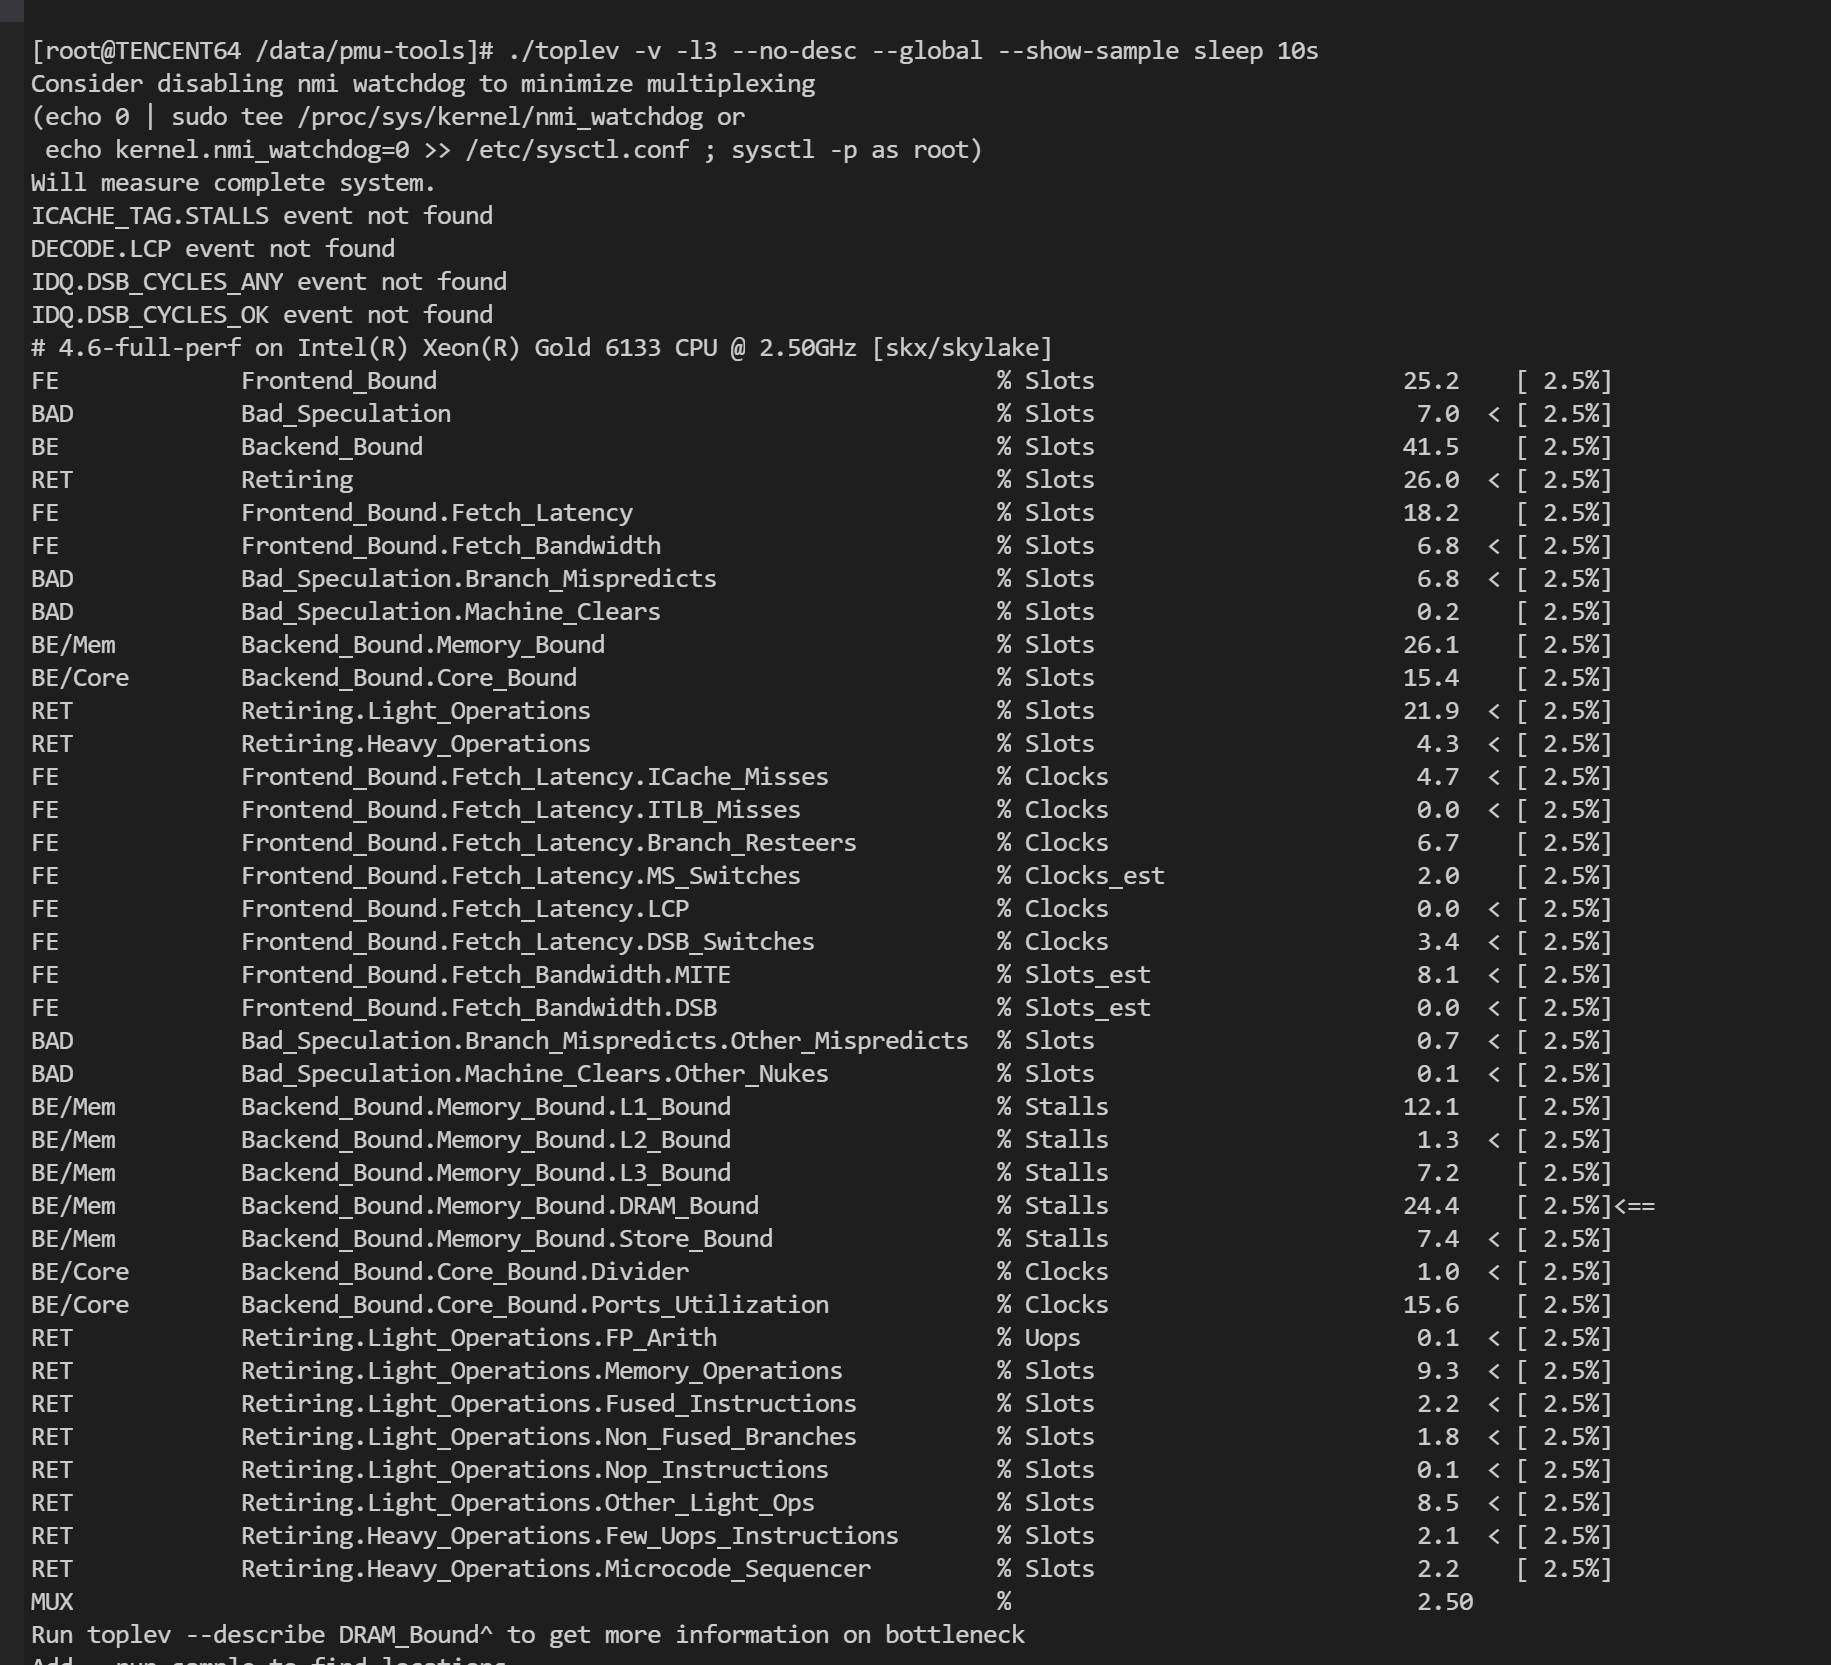 [root@TENCENT64 /data/pmu-tools]# ./toplev -v -l3 --no-desc --global --show-sample sleep 10s
Consider disabling nmi watchdog to minimize multiplexing
(echo 0 | sudo tee /proc/sys/kernel/nmi_watchdog or
 echo kernel.nmi_watchdog=0 >> /etc/sysctl.conf ; sysctl -p as root)
Will measure complete system.
ICACHE_TAG.STALLS event not found
DECODE.LCP event not found
IDQ.DSB_CYCLES_ANY event not found
IDQ.DSB_CYCLES_OK event not found
# 4.6-full-perf on Intel(R) Xeon(R) Gold 6133 CPU @ 2.50GHz [skx/skylake]
FE Frontend_Bound % Slots 25.2 [ 2.5%]
BAD Bad_Speculation % Slots 7.0 < [ 2.5%]
BE Backend_Bound % Slots 41.5 [ 2.5%]
RET Retiring % Slots 26.0 < [ 2.5%]
FE Frontend_Bound.Fetch_Latency % Slots 18.2 [ 2.5%]
FE Frontend_Bound.Fetch_Bandwidth % Slots 6.8 < [ 2.5%]
BAD Bad_Speculation.Branch_Mispredicts % Slots 6.8 < [ 2.5%]
BAD Bad_Speculation.Machine_Clears % Slots 0.2 [ 2.5%]
BE/Mem Backend_Bound.Memory_Bound % Slots 26.1 [ 2.5%]
BE/Core Backend_Bound.Core_Bound % Slots 15.4 [ 2.5%]
RET Retiring.Light_Operations % Slots 21.9 < [ 2.5%]
RET Retiring.Heavy_Operations % Slots 4.3 < [ 2.5%]
FE Frontend_Bound.Fetch_Latency.ICache_Misses % Clocks 4.7 < [ 2.5%]
FE Frontend_Bound.Fetch_Latency.ITLB_Misses % Clocks 0.0 < [ 2.5%]
FE Frontend_Bound.Fetch_Latency.Branch_Resteers % Clocks 6.7 [ 2.5%]
FE Frontend_Bound.Fetch_Latency.MS_Switches % Clocks_est 2.0 [ 2.5%]
FE Frontend_Bound.Fetch_Latency.LCP % Clocks 0.0 < [ 2.5%]
FE Frontend_Bound.Fetch_Latency.DSB_Switches % Clocks 3.4 < [ 2.5%]
FE Frontend_Bound.Fetch_Bandwidth.MITE % Slots_est 8.1 < [ 2.5%]
FE Frontend_Bound.Fetch_Bandwidth.DSB % Slots_est 0.0 < [ 2.5%]
BAD Bad_Speculation.Branch_Mispredicts.Other_Mispredicts % Slots 0.7 < [ 2.5%]
BAD Bad_Speculation.Machine_Clears.Other_Nukes % Slots 0.1 < [ 2.5%]
BE/Mem Backend_Bound.Memory_Bound.L1_Bound % Stalls 12.1 [ 2.5%]
BE/Mem Backend_Bound.Memory_Bound.L2_Bound % Stalls 1.3 < [ 2.5%]
BE/Mem Backend_Bound.Memory_Bound.L3_Bound % Stalls 7.2 [ 2.5%]
BE/Mem Backend_Bound.Memory_Bound.DRAM_Bound % Stalls 24.4 [ 2.5%]<==
BE/Mem Backend_Bound.Memory_Bound.Store_Bound % Stalls 7.4 < [ 2.5%]
BE/Core Backend_Bound.Core_Bound.Divider % Clocks 1.0 < [ 2.5%]
BE/Core Backend_Bound.Core_Bound.Ports_Utilization % Clocks 15.6 [ 2.5%]
RET Retiring.Light_Operations.FP_Arith % Uops 0.1 < [ 2.5%]
RET Retiring.Light_Operations.Memory_Operations % Slots 9.3 < [ 2.5%]
RET Retiring.Light_Operations.Fused_Instructions % Slots 2.2 < [ 2.5%]
RET Retiring.Light_Operations.Non_Fused_Branches % Slots 1.8 < [ 2.5%]
RET Retiring.Light_Operations.Nop_Instructions % Slots 0.1 < [ 2.5%]
RET Retiring.Light_Operations.Other_Light_Ops % Slots 8.5 < [ 2.5%]
RET Retiring.Heavy_Operations.Few_Uops_Instructions % Slots 2.1 < [ 2.5%]
RET Retiring.Heavy_Operations.Microcode_Sequencer % Slots 2.2 [ 2.5%]
MUX % 2.50
Run toplev --describe DRAM_Bound^ to get more information on bottleneck
Add --run-sample to find locations